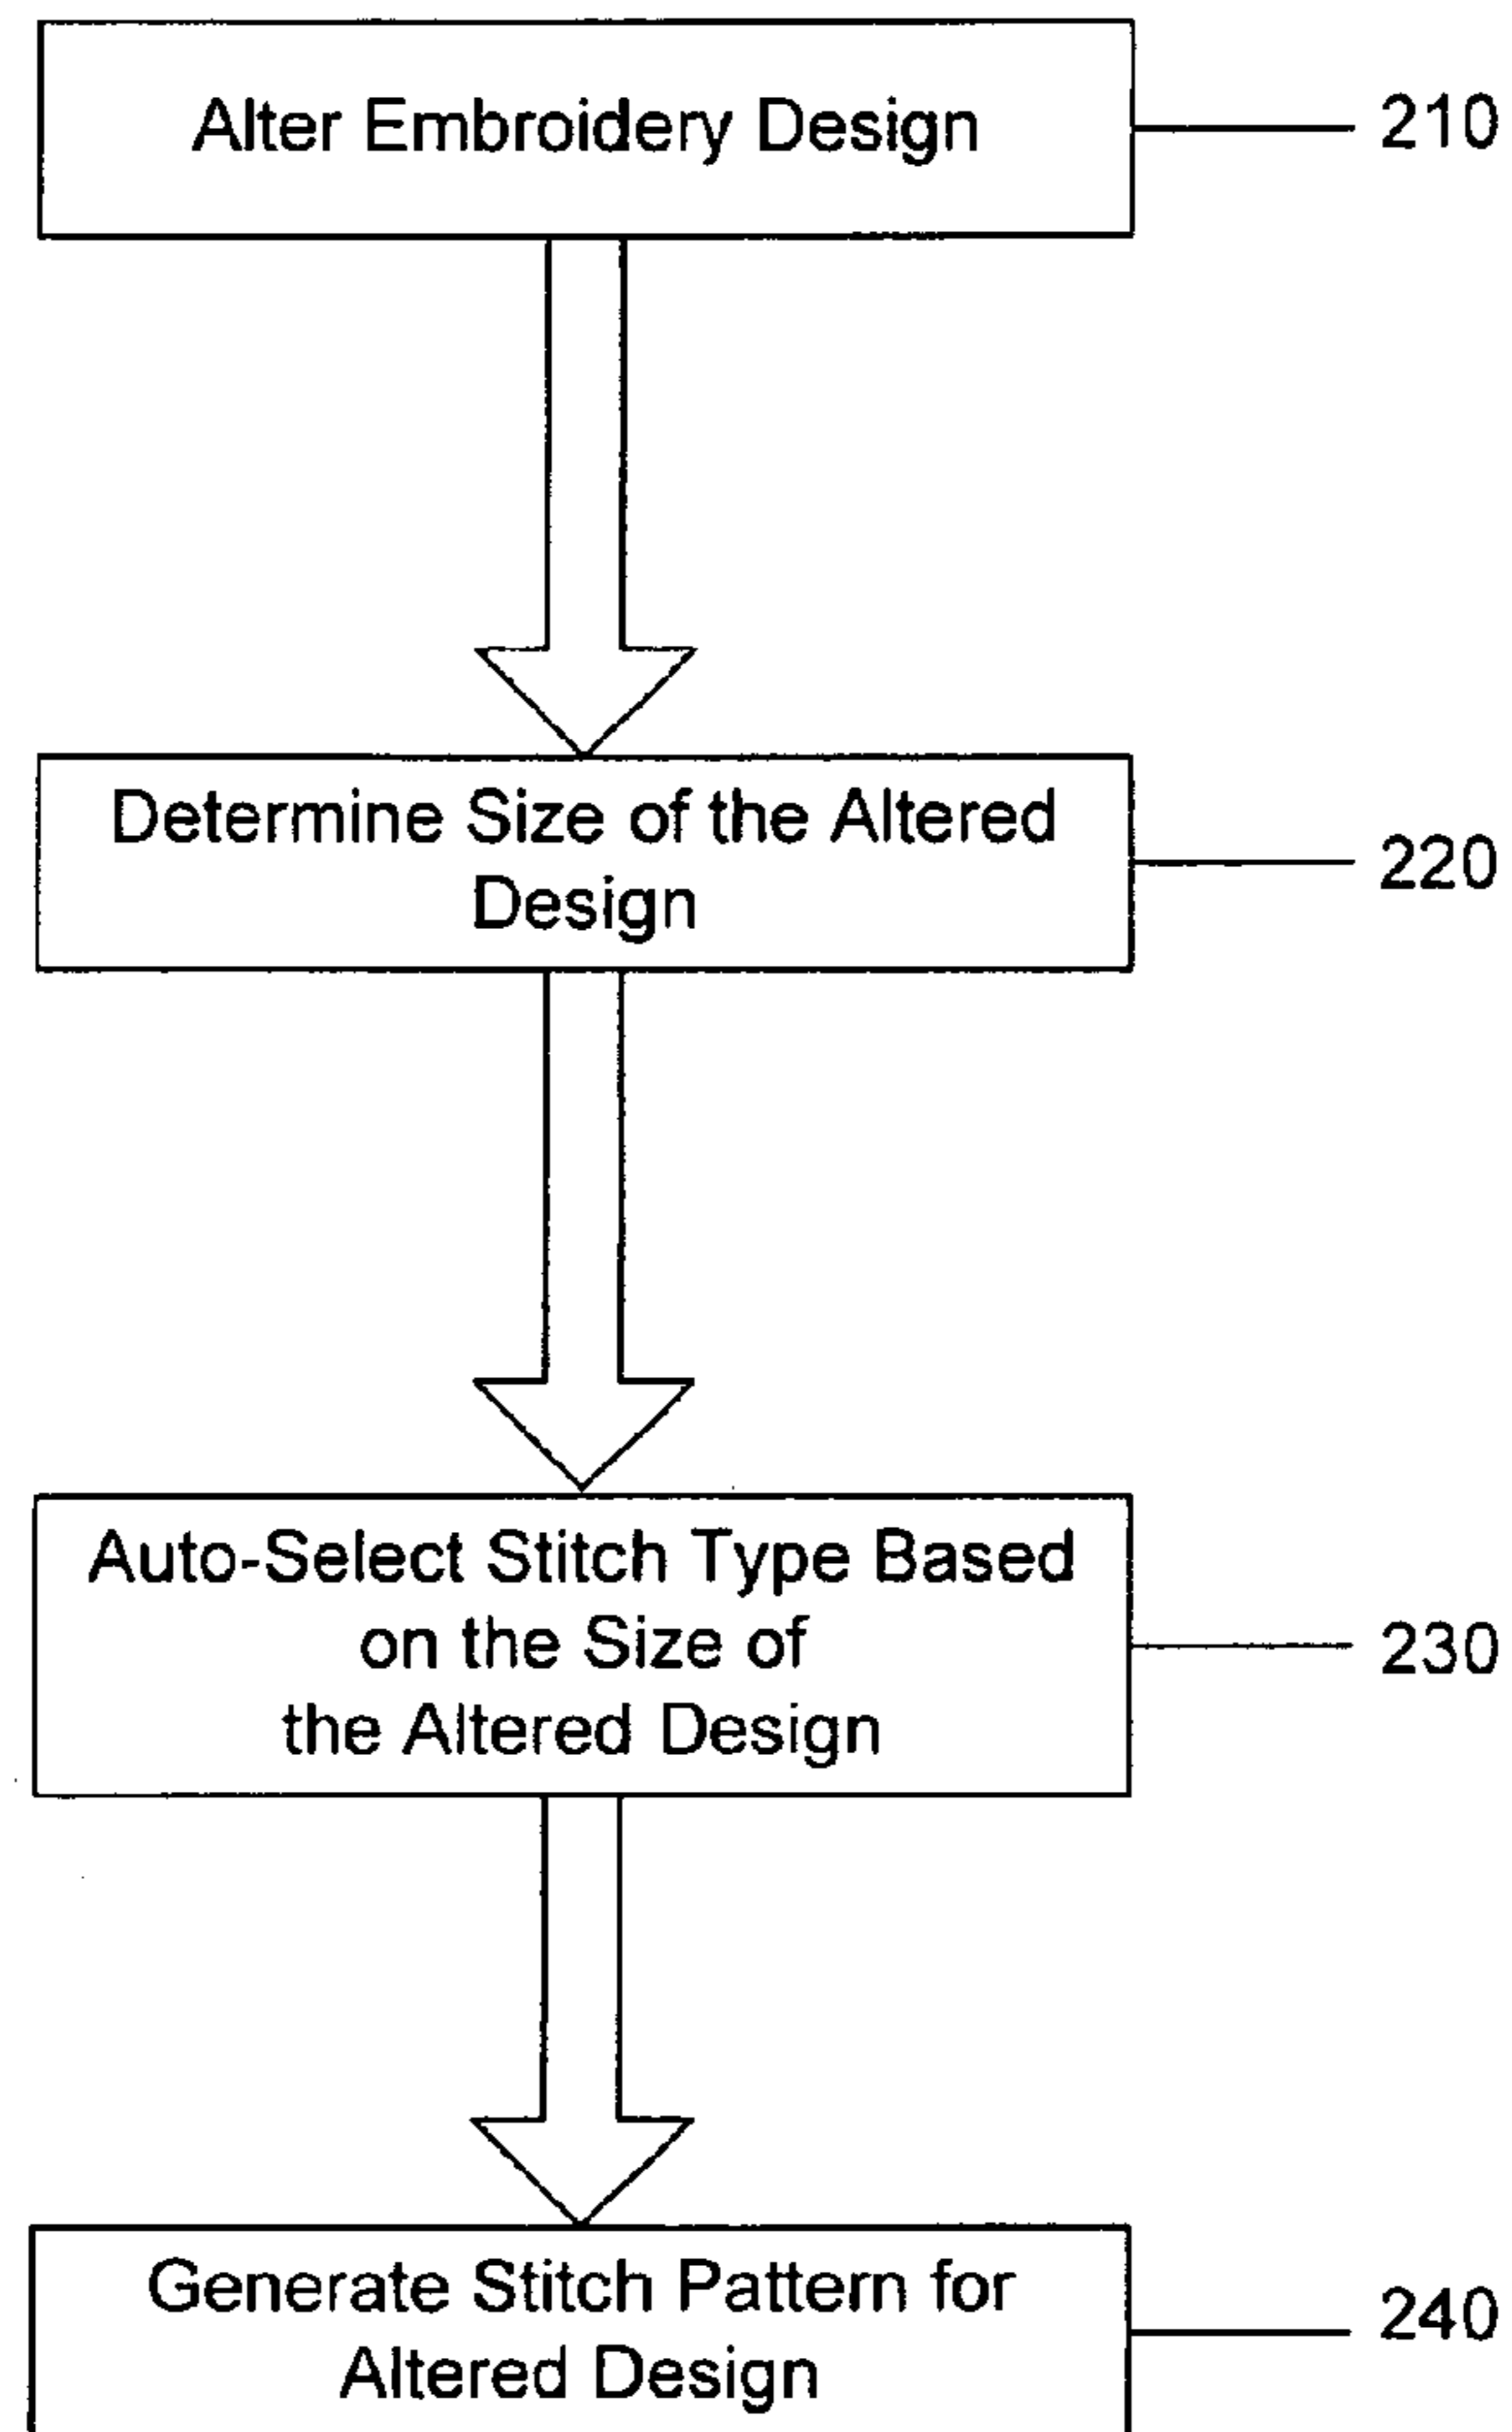 Alter Embroidery Design
210
Determine Size of the Altered
Design
220
Auto-Select Stitch Type Based
on the Size of
the Altered Design
230
Generate Stitch Pattern for
Altered Design
240